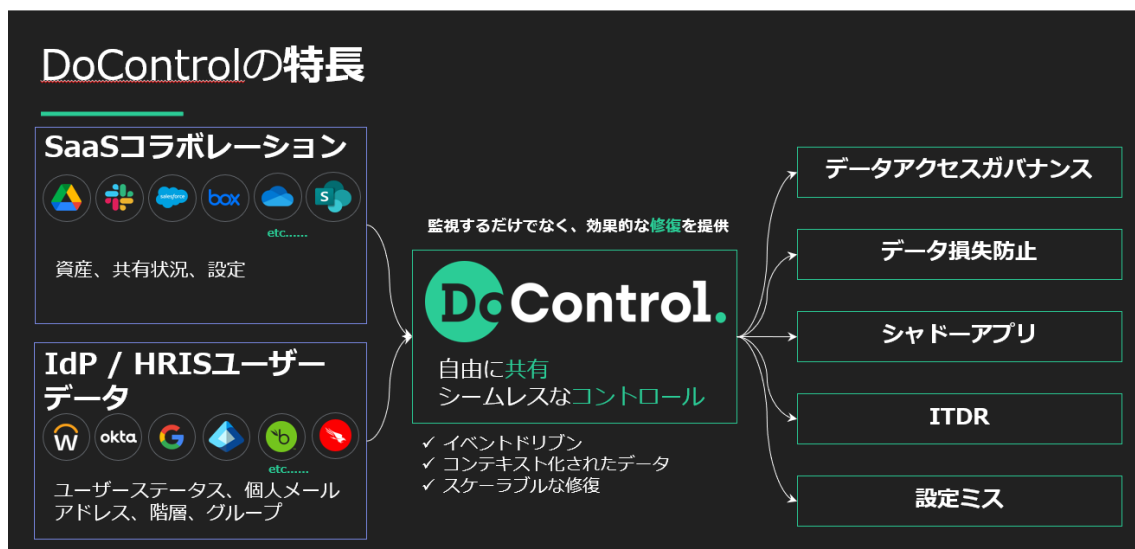 DoControlの特長
SaaSコラボレーション
salesforce
box
S
etc......
資産、共有状況、設定
IdP / HRISユーザー
データ
w
okta
G
b
etc......
ユーザーステータス、個人メール
アドレス、階層、グループ
監視するだけでなく、効果的な修復を提供
DoControl.
自由に共有
シームレスなコントロール
✓ イベントドリブン
✓ コンテキスト化されたデータ
✓ スケーラブルな修復
データアクセスガバナンス
データ損失防止
シャドーアプリ
ITDR
設定ミス